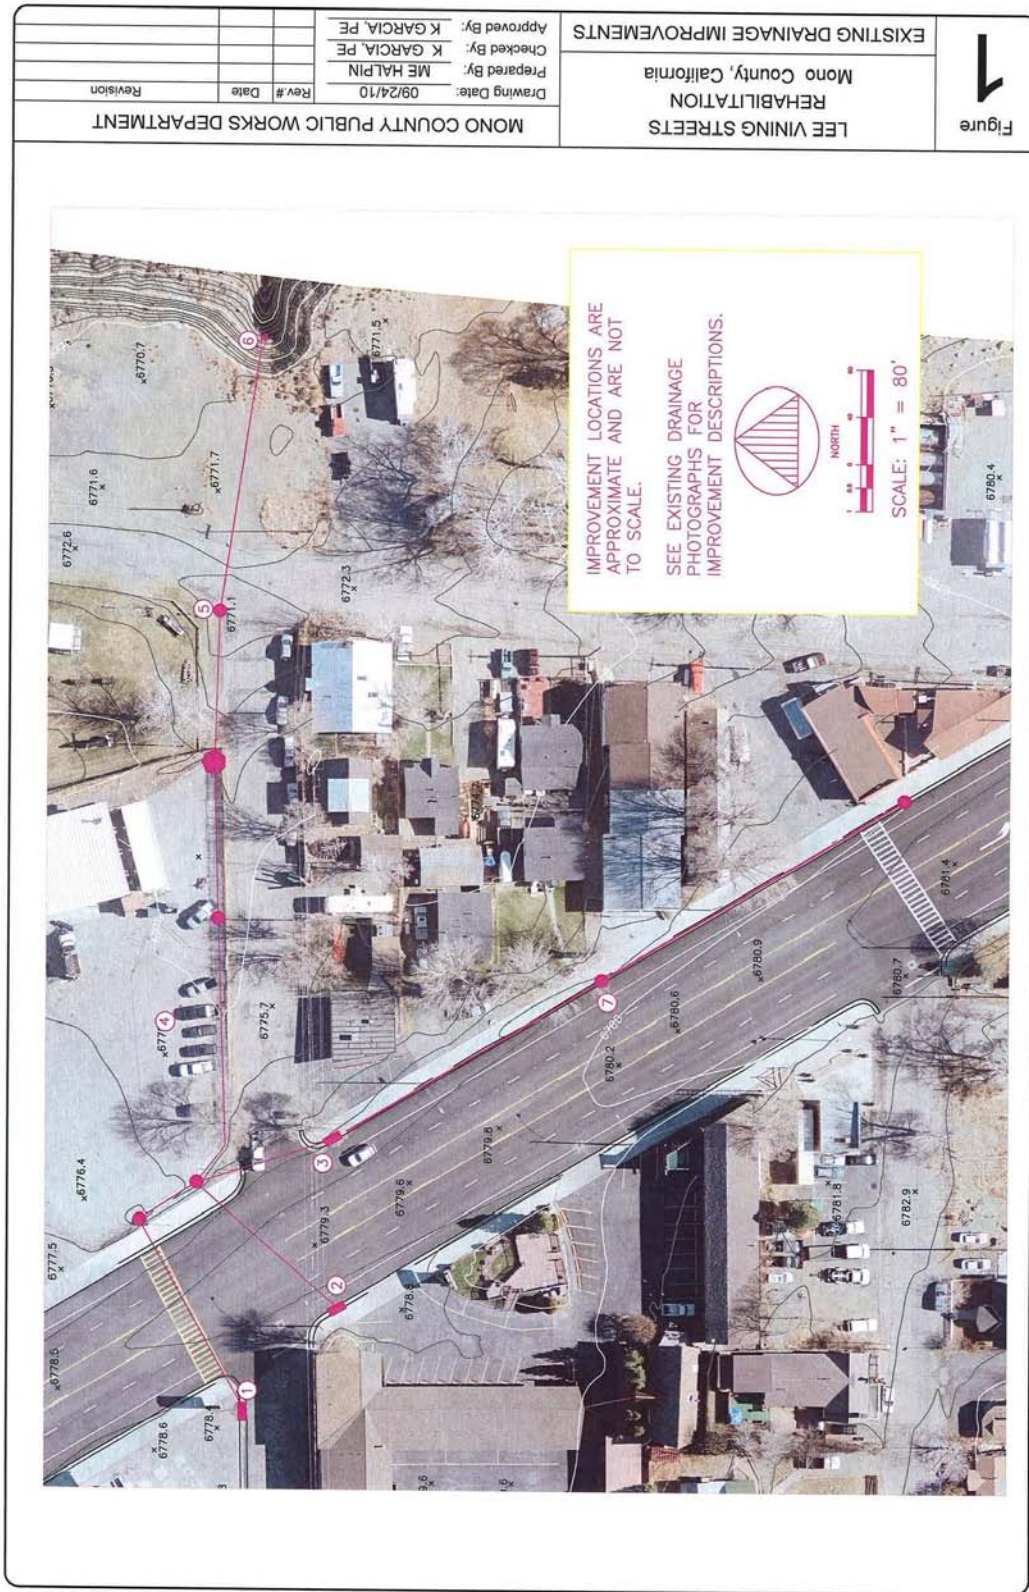 Figure
1
LEE VINING STREETS
REHABILITATION
Mono County, California
EXISTING DRAINAGE IMPROVEMENTS
MONO COUNTY PUBLIC WORKS DEPARTMENT
Drawing Date: 09/24/10
Prepared By: ME HALPIN
Checked By: K GARCIA, PE
Approved By: K GARCIA, PE
Rev.# Date Revision
IMPROVEMENT LOCATIONS ARE
APPROXIMATE AND ARE NOT
TO SCALE.
SEE EXISTING DRAINAGE
PHOTOGRAPHS FOR
IMPROVEMENT DESCRIPTIONS.
NORTH
SCALE: 1" = 80'
6770.7
6
6771.5
6771.6
6771.7
6772.6
5
6771.1
6772.3
6780.4
4
6775.7
6776.4
3
7
6780.2
6780.6
6780.9
6781.4
6780.7
6777.5
6779.8
6779.6
6779.3
2
6778.8
6781.8
6782.9
6778.5
1
6778.6